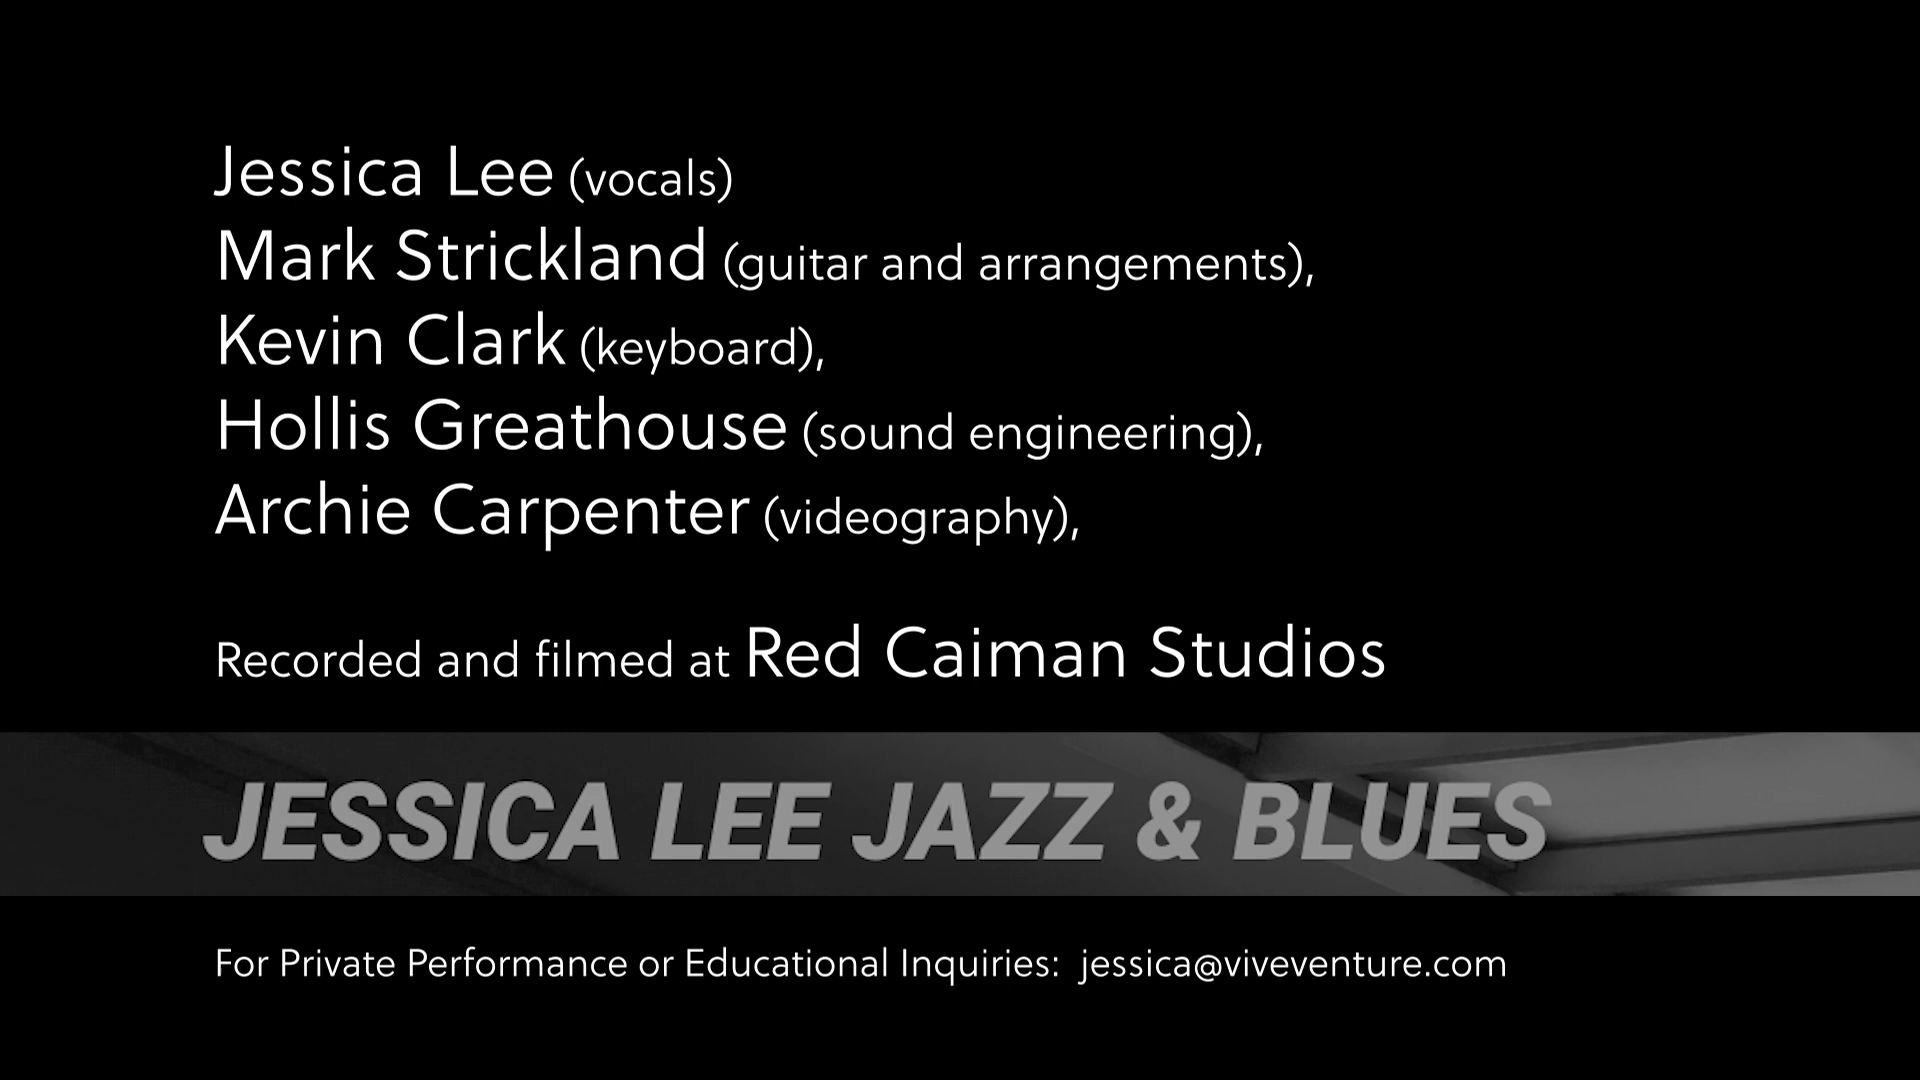 Jessica Lee (vocals)
Mark Strickland (guitar and arrangements),
Kevin Clark (keyboard),
Hollis Greathouse (sound engineering),
Archie Carpenter (videography),
Recorded and filmed at Red Caiman Studios
JESSICA LEE JAZZ & BLUES
For Private Performance or Educational Inquiries: jessica@viveventure.com